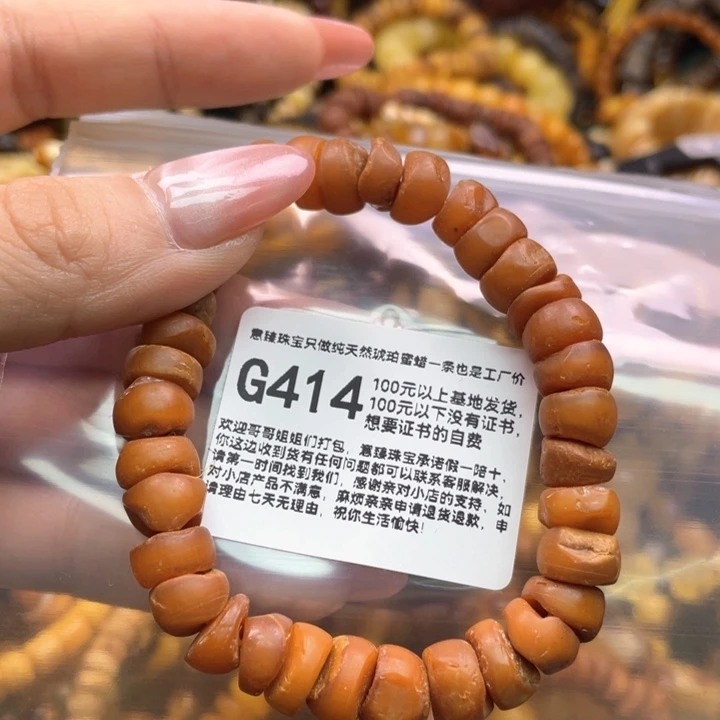 意臻珠宝只做纯天然琥珀蜜蜡一条也是工厂价
G414
100元以上基地发货，
100元以下没有证书，
想要证书的自费
欢迎哥哥姐姐们打包，意臻珠宝承诺假一陪十，
你这边收到货有任何问题都可以联系客服解决，
请第一时间找到我们，感谢亲对小店的支持，如
对小店产品不满意，麻烦亲亲申请退货退款，申
请理由七天无理由，祝你生活愉快！